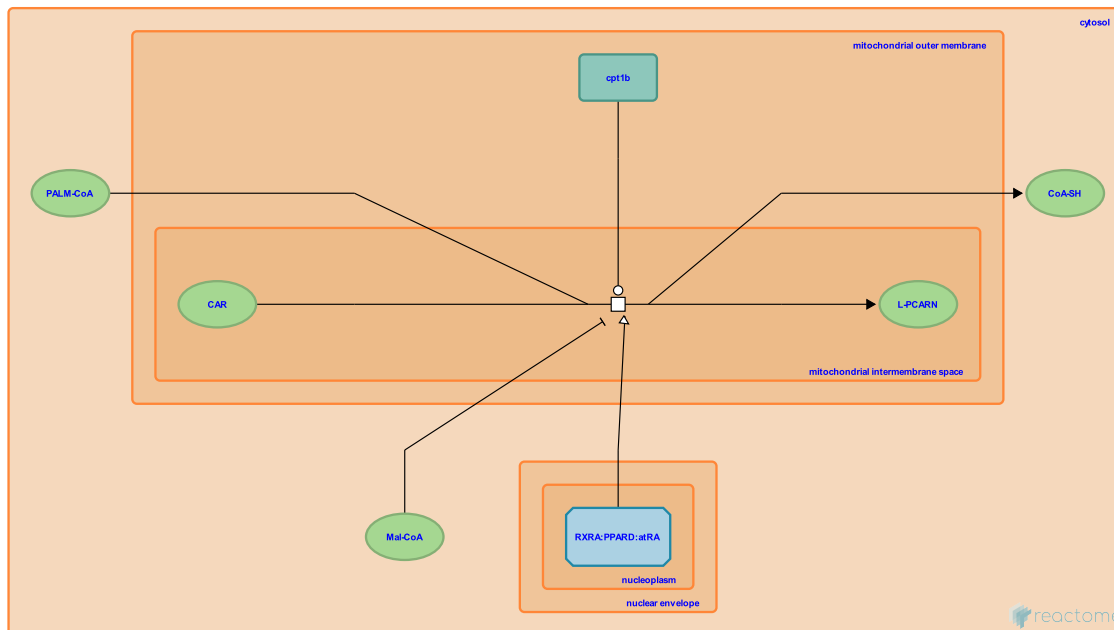 cytosol
mitochondrial outer membrane
cpt1b
PALM-CoA
CoA-SH
CAR
L-PCARN
mitochondrial intermembrane space
Mal-CoA
RXRA:PPARD:atRA
nucleoplasm
nuclear envelope
reactome